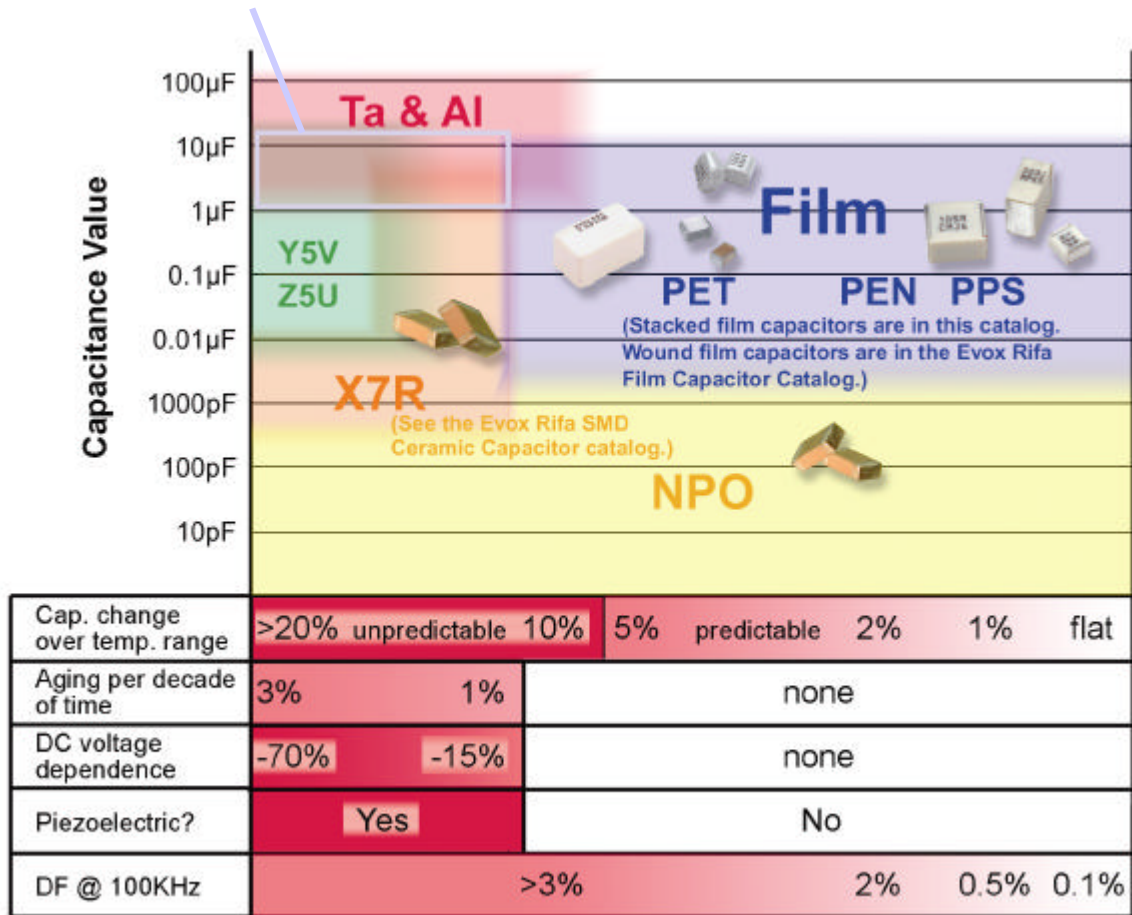 100µF
Ta & Al
10µF
Film
1µF
Y5V
0.1µF
Z5U
PET PEN PPS
(Stacked film capacitors are in this catalog.
0.01µF
Wound film capacitors are in the Evox Rifa
Film Capacitor Catalog.)
X7R
1000pF
(See the Evox Rifa SMD
Ceramic Capacitor catalog.)
100pF
NPO
10pF
Capacitance Value
Cap. change
over temp. range
>20% unpredictable 10% 5% predictable 2% 1% flat
Aging per decade
of time
3% 1% none
DC voltage
dependence
-70% -15% none
Piezoelectric? Yes No
DF @ 100KHz >3% 2% 0.5% 0.1%